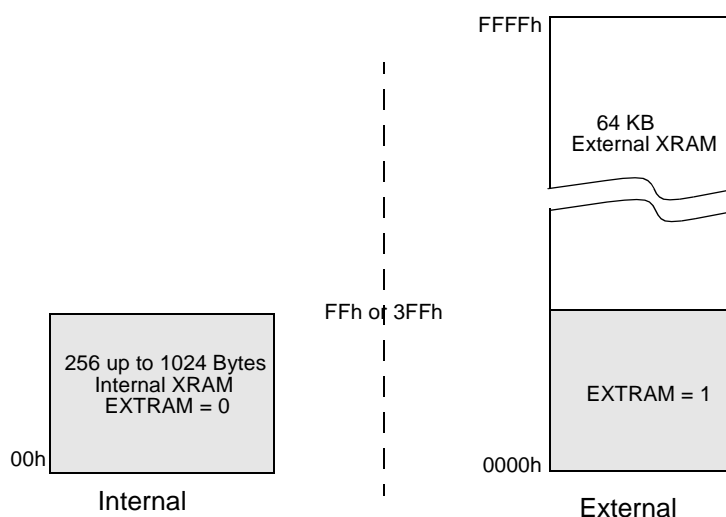 FFFFh
64 KB
External XRAM
FFh or 3FFh
256 up to 1024 Bytes
Internal XRAM
EXTRAM = 0
EXTRAM = 1
00h
0000h
Internal
External